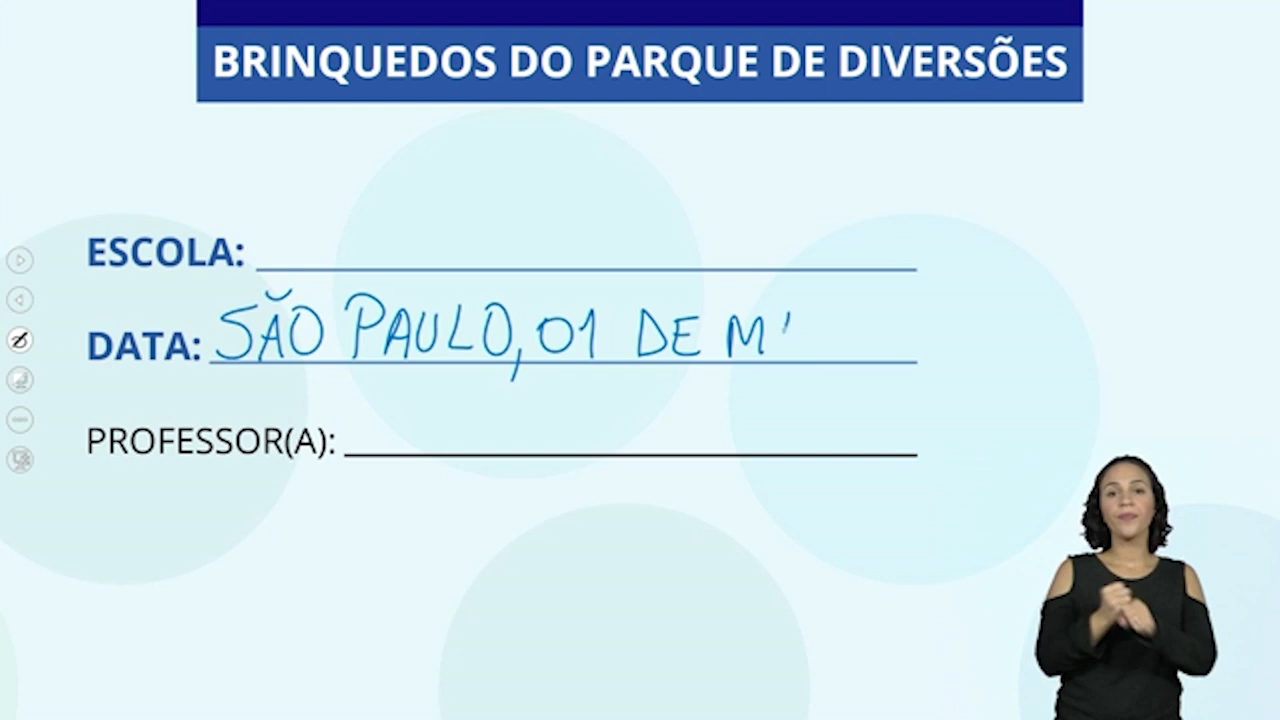 BRINQUEDOS DO PARQUE DE DIVERSÕES
ESCOLA:
DATA: SÃO PAULO, 01 DE M
PROFESSOR(A):